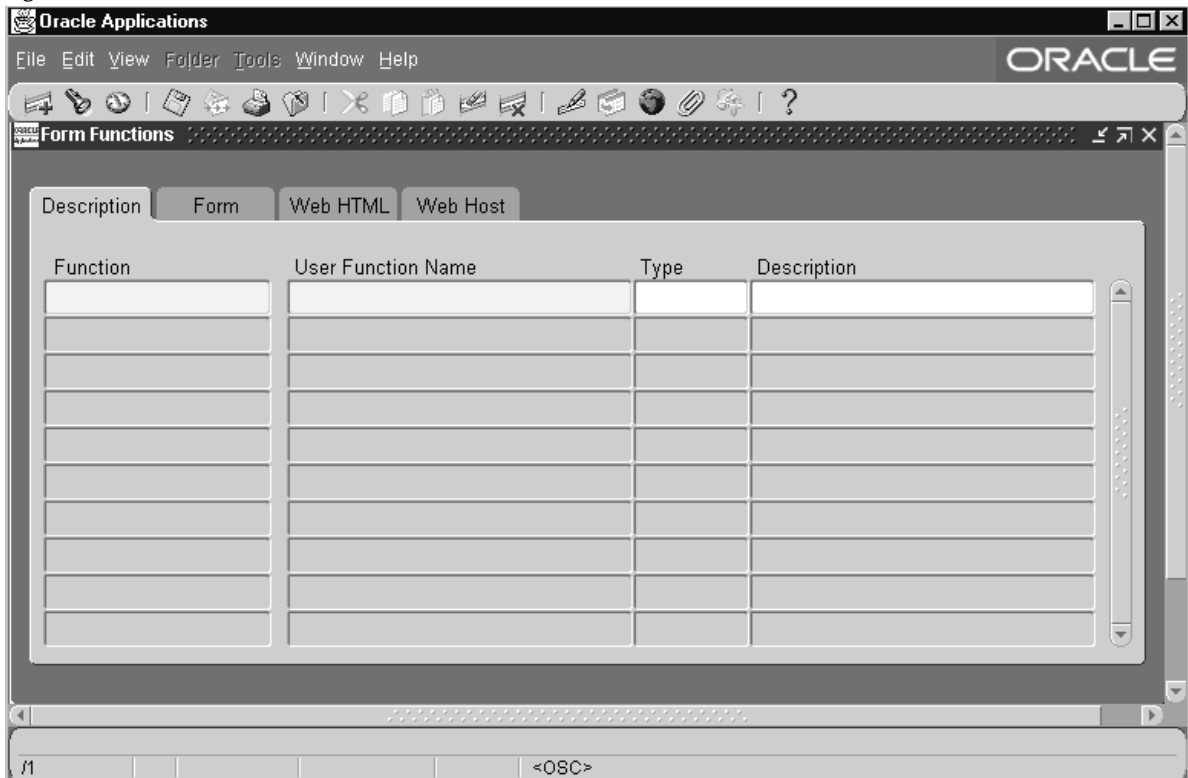 Oracle Applications
File Edit View Folder Tools Window Help
ORACLE
Form Functions
Description Form Web HTML Web Host
Function User Function Name Type Description
/1 <OSC>